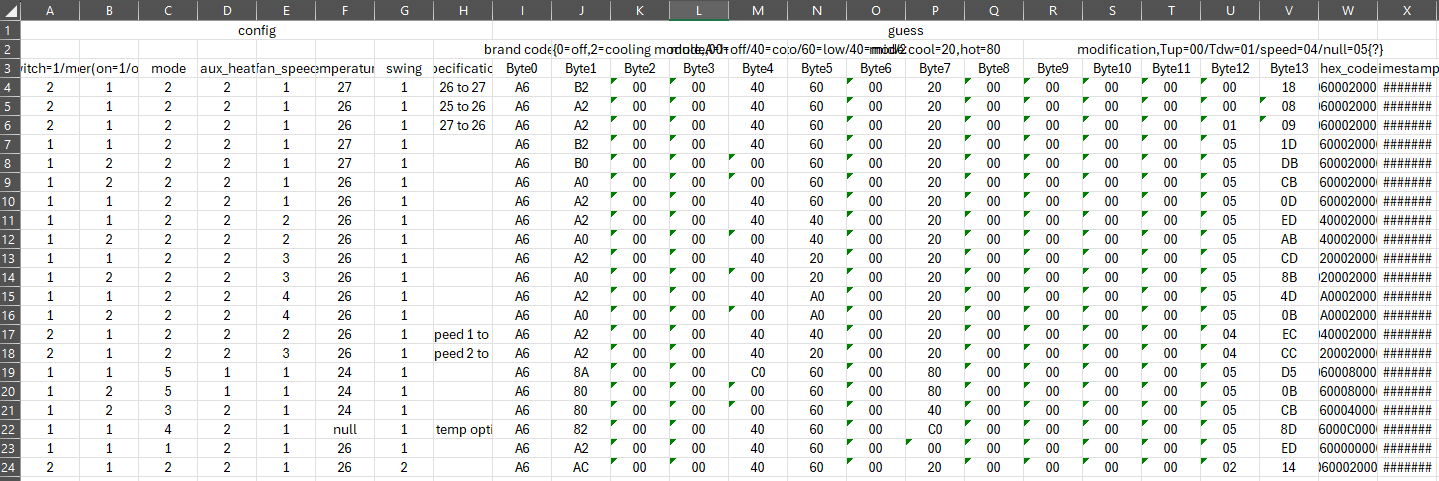 A B C D E F G H I J K L M N O P Q R S T U V W X
1 config guess
2 brand code{0=off,2=cooling module,A0= off/40=co o/60=low/40=mid/2 mode cool=20,hot=80 modification,Tup=00/Tdw=01/speed=04/null=05{?}
3 witch=1/m er(on=1/o mode aux_heat fan_speed emperatur swing pecificatio Byte0 Byte1 Byte2 Byte3 Byte4 Byte5 Byte6 Byte7 Byte8 Byte9 Byte10 Byte11 Byte12 Byte13 hex_code imestamp
4 2 1 2 2 1 27 1 26 to 27 A6 B2 00 00 40 60 00 20 00 00 00 00 00 18 060002000 #######
5 2 1 2 2 1 26 1 25 to 26 A6 A2 00 00 40 60 00 20 00 00 00 00 00 08 060002000 #######
6 2 1 2 2 1 26 1 27 to 26 A6 A2 00 00 40 60 00 20 00 00 00 00 01 09 060002000 #######
7 1 1 2 2 1 27 1 A6 B2 00 00 40 60 00 20 00 00 00 00 05 1D 60002000 #######
8 1 2 2 2 1 27 1 A6 B0 00 00 00 60 00 20 00 00 00 00 05 DB 60002000 #######
9 1 2 2 2 1 26 1 A6 A0 00 00 00 60 00 20 00 00 00 00 05 CB 60002000 #######
10 1 1 2 2 1 26 1 A6 A2 00 00 40 60 00 20 00 00 00 00 05 0D 60002000 #######
11 1 1 2 2 2 26 1 A6 A2 00 00 40 40 00 20 00 00 00 00 05 ED 40002000 #######
12 1 2 2 2 2 26 1 A6 A0 00 00 00 40 00 20 00 00 00 00 05 AB 40002000 #######
13 1 1 2 2 3 26 1 A6 A2 00 00 40 20 00 20 00 00 00 00 05 CD 20002000 #######
14 1 2 2 2 3 26 1 A6 A0 00 00 00 20 00 20 00 00 00 00 05 8B 020002000 #######
15 1 1 2 2 4 26 1 A6 A2 00 00 40 A0 00 20 00 00 00 00 05 4D A0002000 #######
16 1 2 2 2 4 26 1 A6 A0 00 00 00 A0 00 20 00 00 00 00 05 0B A0002000 #######
17 2 1 2 2 2 26 1 peed 1 to A6 A2 00 00 40 40 00 20 00 00 00 00 04 EC 040002000 #######
18 2 1 2 2 3 26 1 peed 2 to A6 A2 00 00 40 20 00 20 00 00 00 00 04 CC 020002000 #######
19 1 1 5 1 1 24 1 A6 8A 00 00 C0 60 00 80 00 00 00 00 05 D5 060008000 #######
20 1 2 5 1 1 24 1 A6 80 00 00 00 60 00 80 00 00 00 00 05 0B 60008000 #######
21 1 2 3 2 1 24 1 A6 80 00 00 00 60 00 40 00 00 00 00 05 CB 60004000 #######
22 1 1 4 2 1 null 1 temp opti A6 82 00 00 40 60 00 C0 00 00 00 00 05 8D 6000C000 #######
23 1 1 1 2 1 26 1 A6 A2 00 00 40 60 00 00 00 00 00 00 05 ED 60000000 #######
24 2 1 2 2 1 26 2 A6 AC 00 00 40 60 00 20 00 00 00 00 02 14 060002000 #######